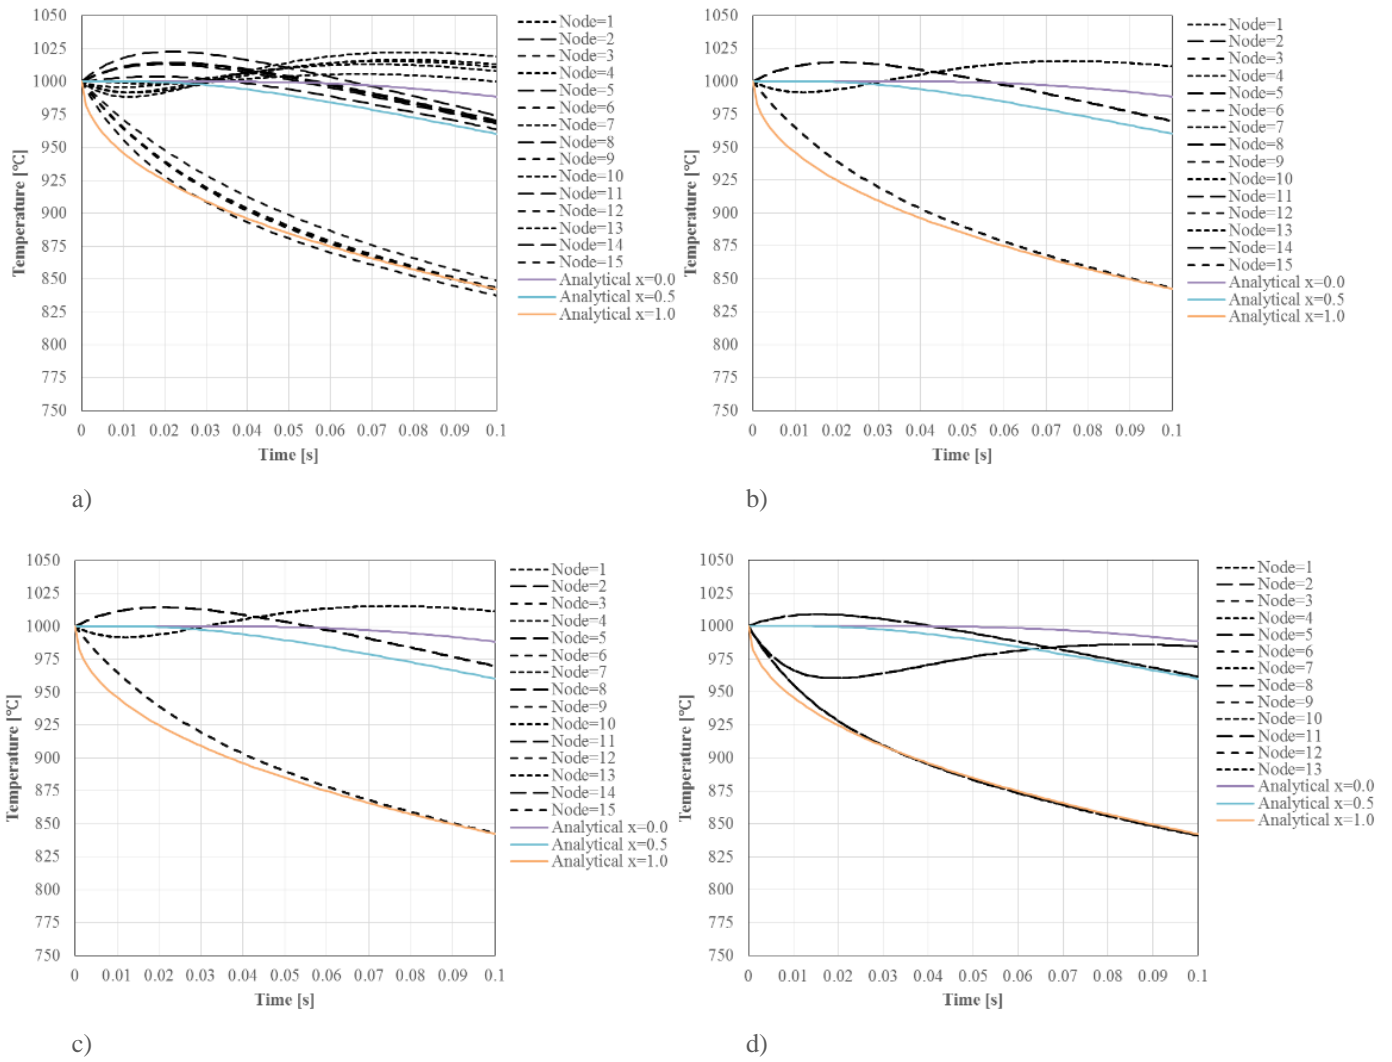 1050
1025
1000
975
950
925
900
875
850
825
800
775
750
Temperature [°C]
0 0.01 0.02 0.03 0.04 0.05 0.06 0.07 0.08 0.09 0.1
Time [s]
Node=1
Node=2
Node=3
Node=4
Node=5
Node=6
Node=7
Node=8
Node=9
Node=10
Node=11
Node=12
Node=13
Node=14
Node=15
Analytical x=0.0
Analytical x=0.5
Analytical x=1.0
a)
1050
1025
1000
975
950
925
900
875
850
825
800
775
750
Temperature [°C]
0 0.01 0.02 0.03 0.04 0.05 0.06 0.07 0.08 0.09 0.1
Time [s]
Node=1
Node=2
Node=3
Node=4
Node=5
Node=6
Node=7
Node=8
Node=9
Node=10
Node=11
Node=12
Node=13
Node=14
Node=15
Analytical x=0.0
Analytical x=0.5
Analytical x=1.0
b)
1050
1025
1000
975
950
925
900
875
850
825
800
775
750
Temperature [°C]
0 0.01 0.02 0.03 0.04 0.05 0.06 0.07 0.08 0.09 0.1
Time [s]
Node=1
Node=2
Node=3
Node=4
Node=5
Node=6
Node=7
Node=8
Node=9
Node=10
Node=11
Node=12
Node=13
Node=14
Node=15
Analytical x=0.0
Analytical x=0.5
Analytical x=1.0
c)
1050
1025
1000
975
950
925
900
875
850
825
800
775
750
Temperature [°C]
0 0.01 0.02 0.03 0.04 0.05 0.06 0.07 0.08 0.09 0.1
Time [s]
Node=1
Node=2
Node=3
Node=4
Node=5
Node=6
Node=7
Node=8
Node=9
Node=10
Node=11
Node=12
Node=13
Analytical x=0.0
Analytical x=0.5
Analytical x=1.0
d)